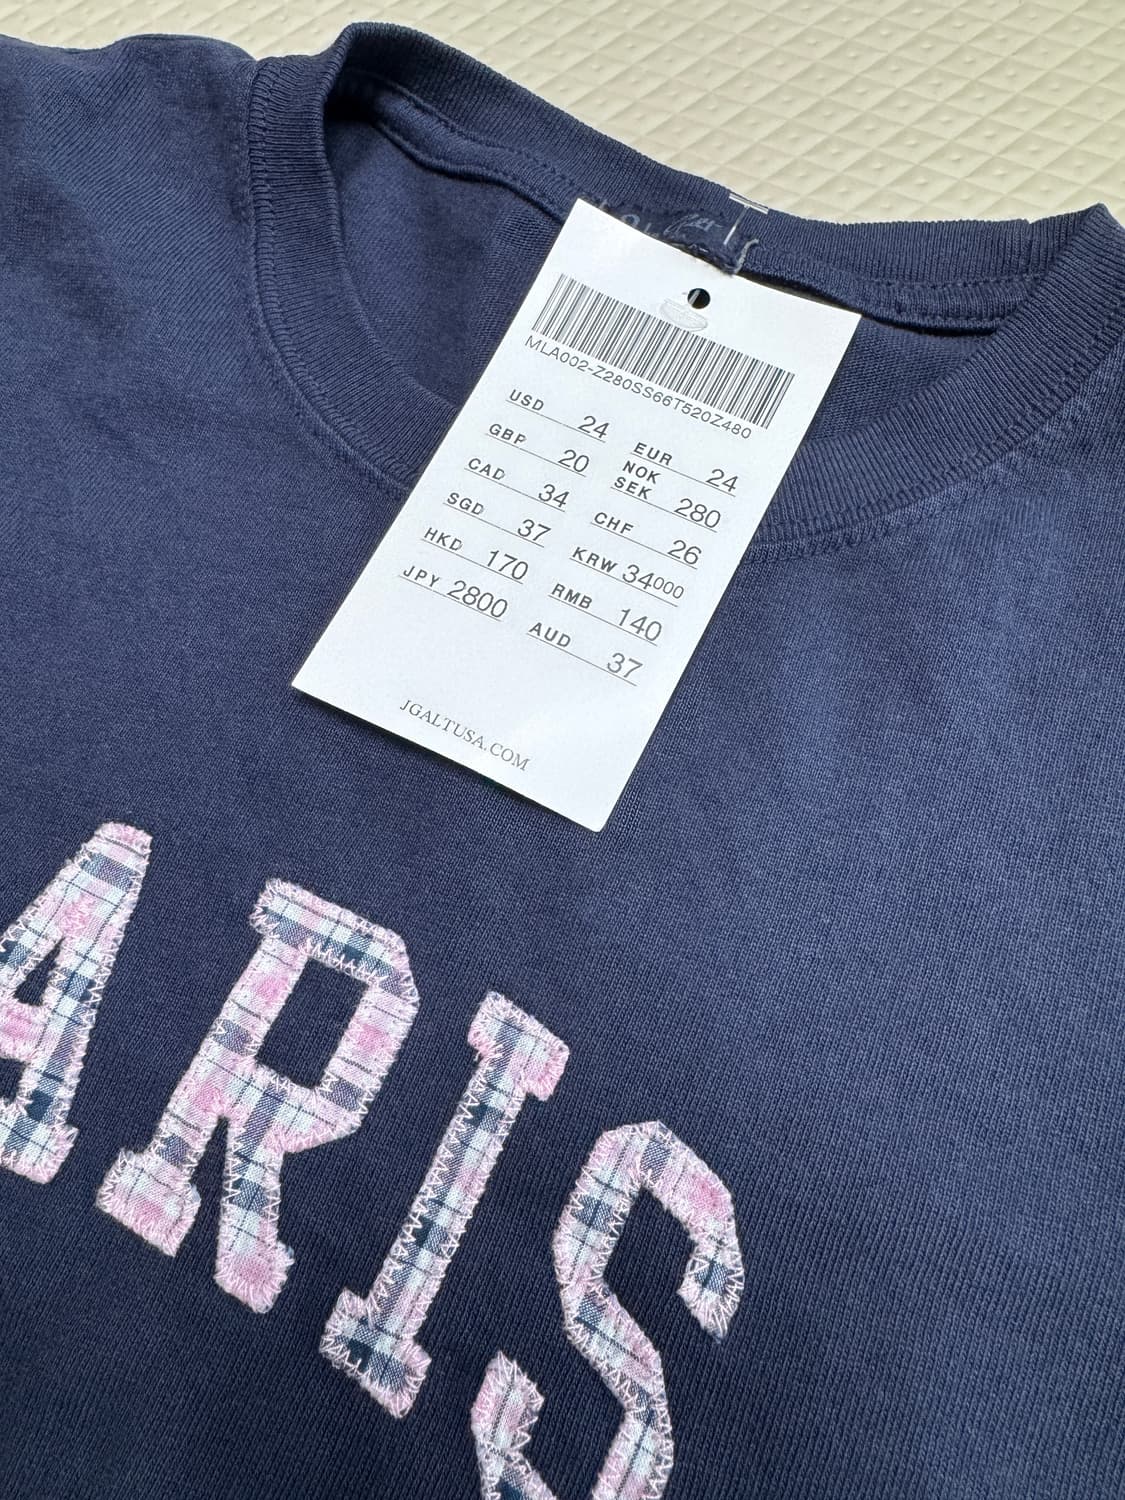 MLA002-Z280SS66T520Z480
USD 24
GBP 20
CAD 34
SGD 37
HKD 170
JPY 2800
EUR 24
NOK
SEK 280
CHF 26
KRW 34000
RMB 140
AUD 37
JGALTUSA.COM
ARIS